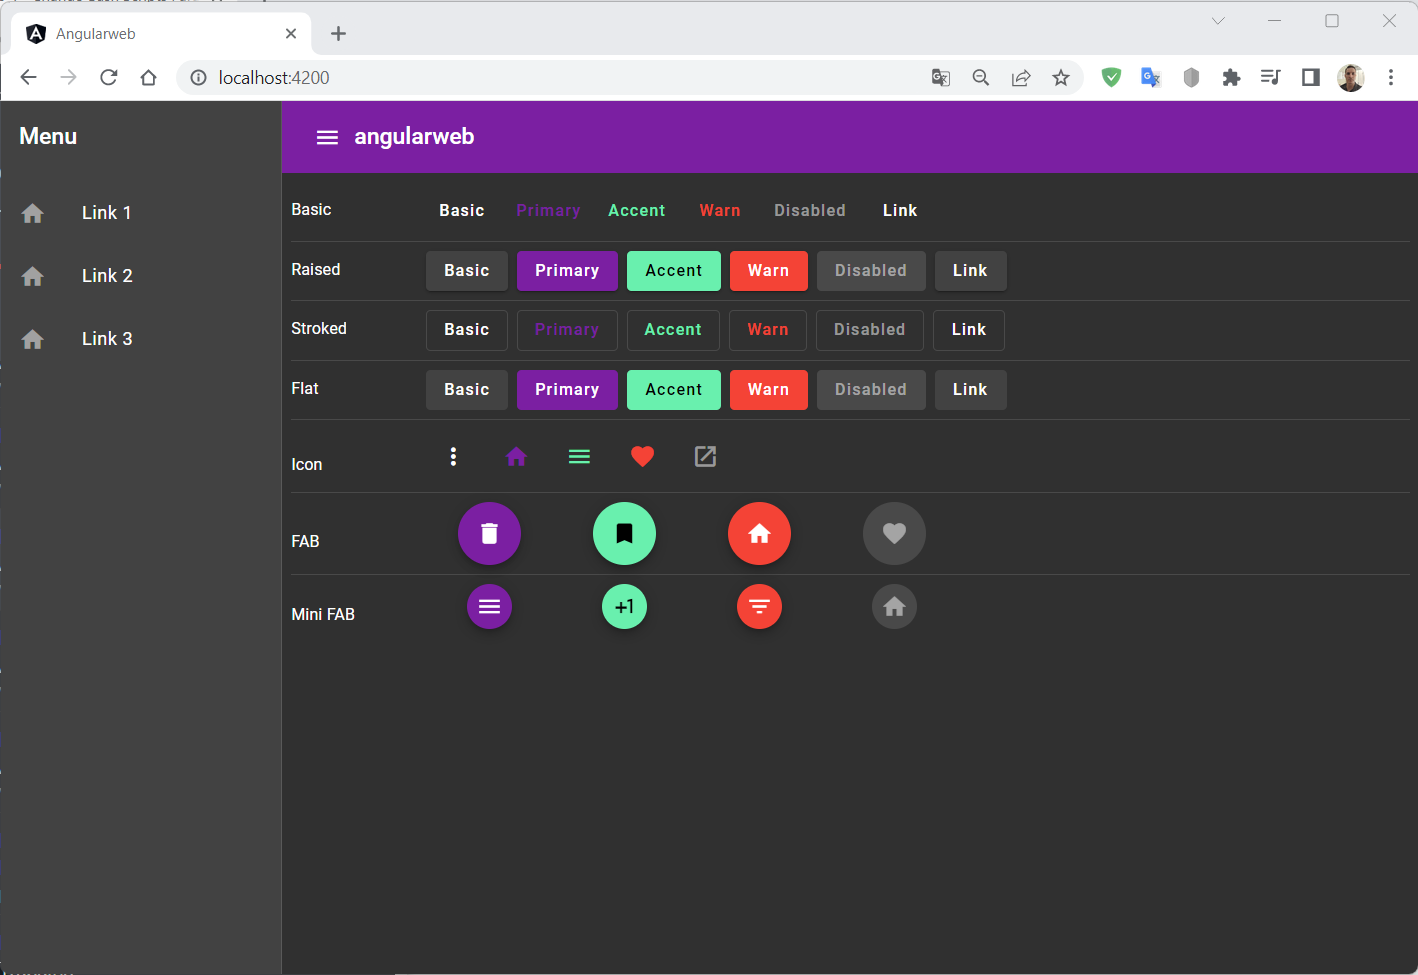 Angularweb
localhost:4200
Menu
angularweb
Link 1
Link 2
Link 3
Basic Basic Primary Accent Warn Disabled Link
Raised Basic Primary Accent Warn Disabled Link
Stroked Basic Primary Accent Warn Disabled Link
Flat Basic Primary Accent Warn Disabled Link
Icon
FAB
Mini FAB +1